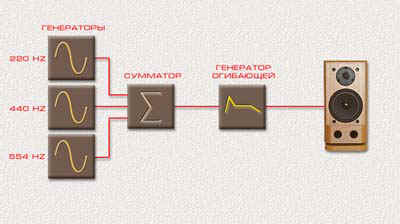 ГЕНЕРАТОРЫ
220 HZ
440 HZ
554 HZ
СУММАТОР
ГЕНЕРАТОР
ОГИБАЮЩЕЙ